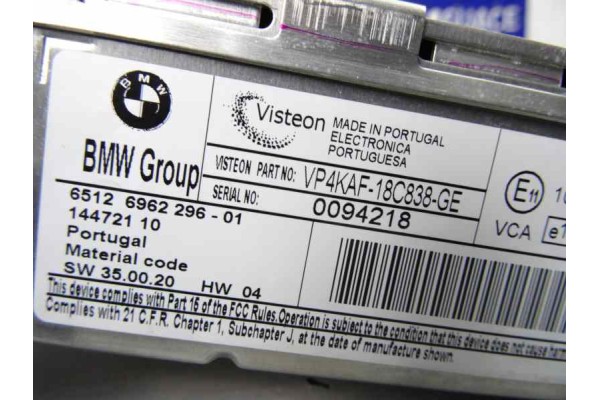 BMW
BMW Group
Visteon
MADE IN PORTUGAL
ELECTRONICA
PORTUGUESA
VISTEON PART NO: VP4KAF-18C838-GE
SERIAL NO: 0094218
6512 6962 296-01
144721 10
Portugal
Material code
SW 35.00.20 HW 04
E11
VCA
This device complies with Part 16 of the FCC Rules.Operation is subject to the condition that this device does not cause
Complies with 21 C.F.R. Chapter 1, Subchapter J, at the date of manufacture.